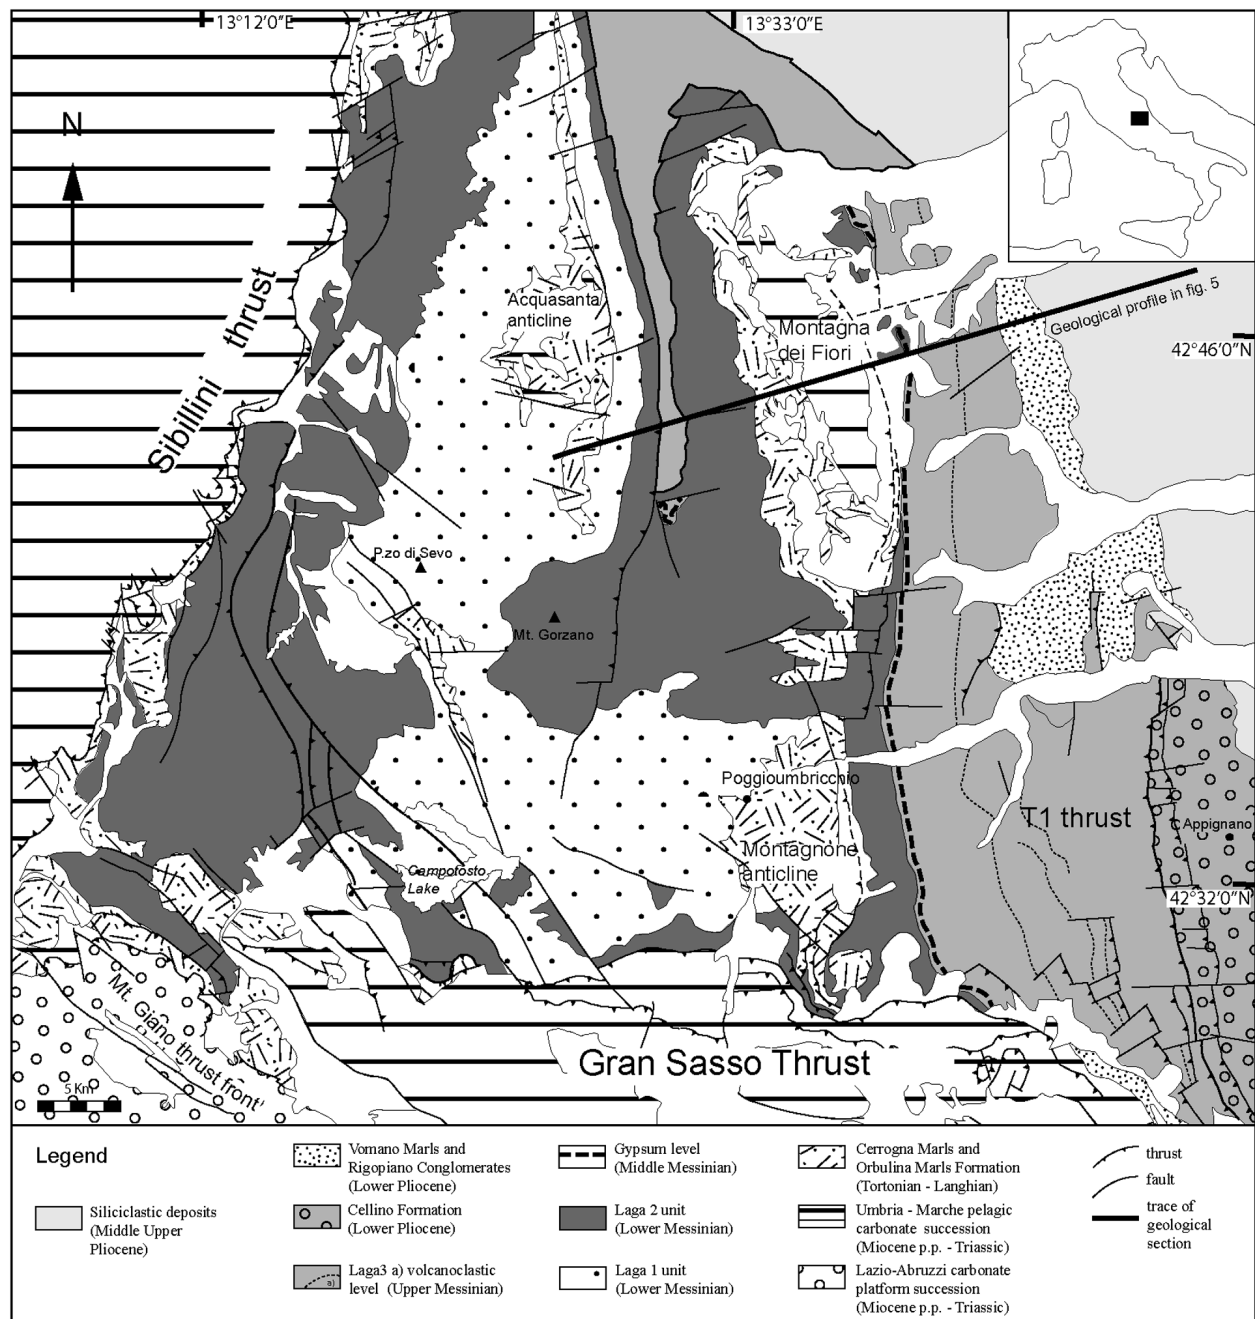 13°12'0"E
13°33'0"E
N
Sibillini thrust
Acquasanta
anticline
Montagna
dei Fiori
Geological profile in fig. 5
42°46'0"N
P.zo di Sevo
Mt. Gorzano
Poggioumbricchio
Montagnone
anticline
T1 thrust
Appignano
Campotosto
Lake
42°32'0"N
Mt. Giano thrust front'
Gran Sasso Thrust
5 Km
Legend
Siliciclastic deposits
(Middle Upper
Pliocene)
Vomano Marls and
Rigopiano Conglomerates
(Lower Pliocene)
Cellino Formation
(Lower Pliocene)
a)
Laga3 a) volcanoclastic
level (Upper Messinian)
Gypsum level
(Middle Messinian)
Laga 2 unit
(Lower Messinian)
Laga 1 unit
(Lower Messinian)
Cerrogna Marls and
Orbulina Marls Formation
(Tortonian - Langhian)
Umbria - Marche pelagic
carbonate succession
(Miocene p.p. - Triassic)
Lazio-Abruzzi carbonate
platform succession
(Miocene p.p. - Triassic)
thrust
fault
trace of
geological
section